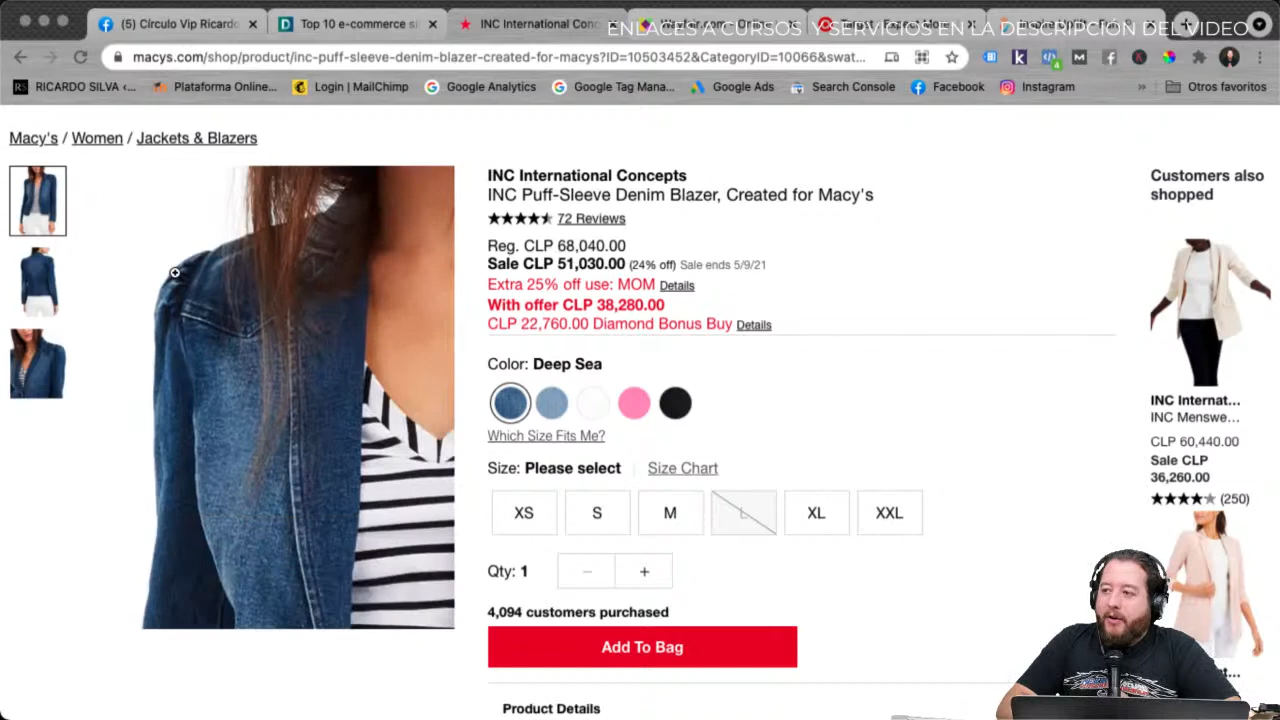 (5) Círculo Vip Ricardo
Top 10 e-commerce si
INC International Conc
ENLACES A CURSOS Y SERVICIOS EN LA DESCRIPCIÓN DEL VIDEO
macys.com/shop/product/inc-puff-sleeve-denim-blazer-created-for-macys?ID=10503452&CategoryID=10066&swat...
RICARDO SILVA ‹...
Plataforma Online...
Login | MailChimp
Google Analytics
Google Tag Mana...
Google Ads
Search Console
Facebook
Instagram
»
Otros favoritos
Macy's / Women / Jackets & Blazers
INC International Concepts
INC Puff-Sleeve Denim Blazer, Created for Macy's
72 Reviews
Reg. CLP 68,040.00
Sale CLP 51,030.00 (24% off) Sale ends 5/9/21
Extra 25% off use: MOM Details
With offer CLP 38,280.00
CLP 22,760.00 Diamond Bonus Buy Details
Color: Deep Sea
Which Size Fits Me?
Size: Please select Size Chart
XS S M L XL XXL
Qty: 1 − +
4,094 customers purchased
Add To Bag
Product Details
Customers also
shopped
INC Internat...
INC Menswe...
CLP 60,440.00
Sale CLP
36,260.00
(250)